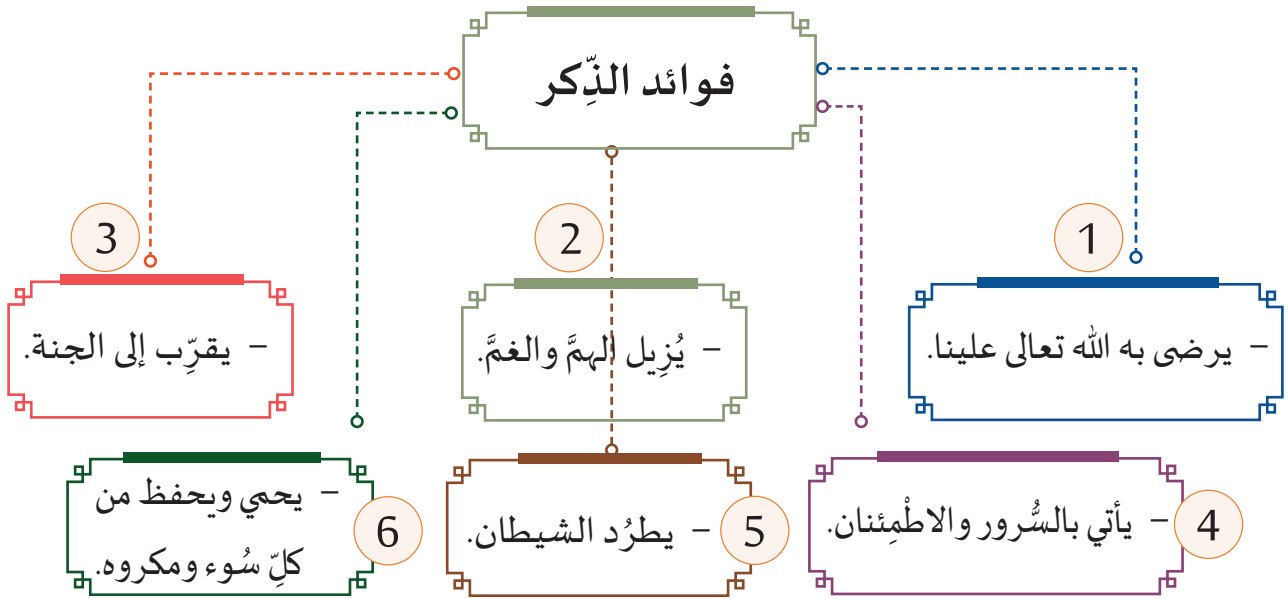 فوائد الذِّكر
1
– يرضى به الله تعالى علينا.
2
– يُزِيل الهمَّ والغمَّ.
3
– يقرِّب إلى الجنة.
4
– يأتي بالسُّرور والاطْمِئنان.
5
– يطرُد الشيطان.
6
– يحمي ويحفظ من
كلِّ سُوء ومكروه.